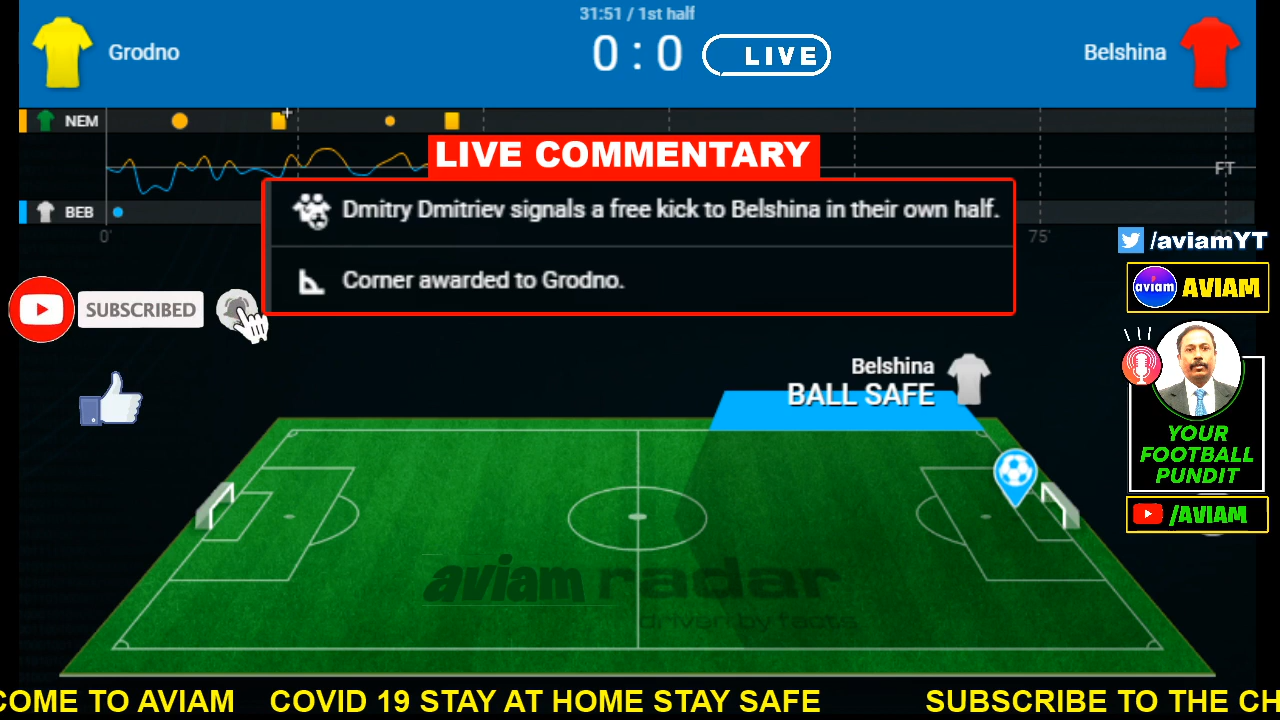 31:51 / 1st half
Grodno
0 : 0
LIVE
Belshina
NEM
LIVE COMMENTARY
FT
Dmitry Dmitriev signals a free kick to Belshina in their own half.
BEB
0'
75'
/aviamYT
Corner awarded to Grodno.
aviam
AVIAM
SUBSCRIBED
Belshina
BALL SAFE
YOUR
FOOTBALL
PUNDIT
/AVIAM
aviam radar
driven by facts
COME TO AVIAM COVID 19 STAY AT HOME STAY SAFE SUBSCRIBE TO THE CH